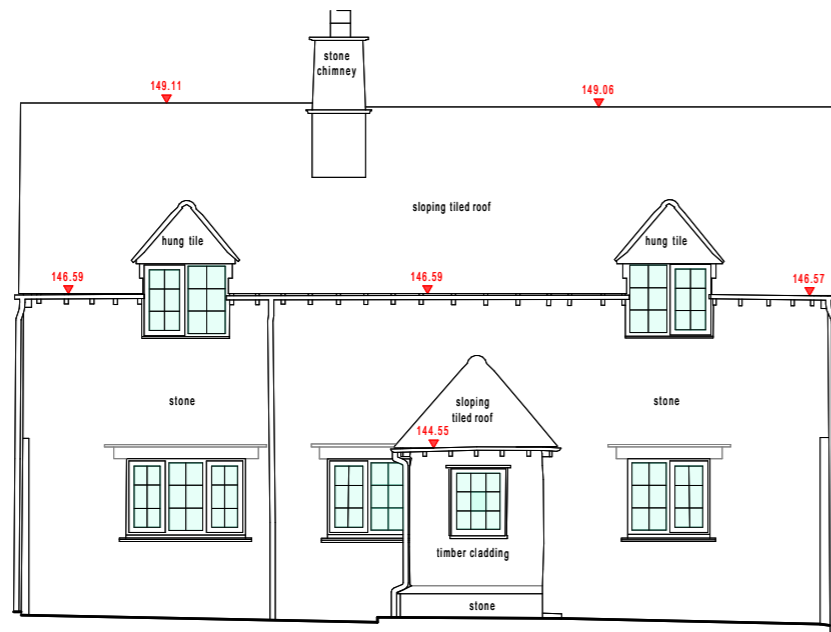 stone
chimney
149.11
149.06
sloping tiled roof
hung tile
hung tile
146.59
146.59
146.57
stone
sloping
tiled roof
stone
144.55
timber cladding
stone